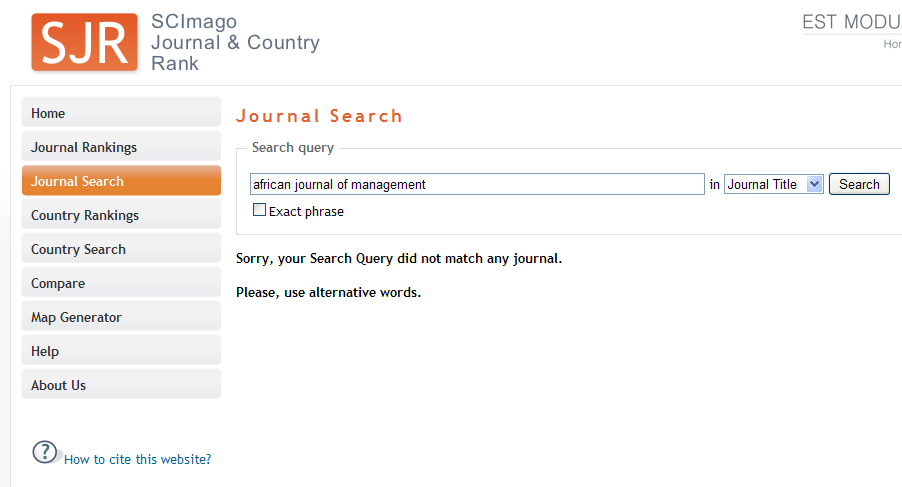 SJR
SCImago
Journal & Country
Rank
EST MODU
Hor
Home
Journal Rankings
Journal Search
Country Rankings
Country Search
Compare
Map Generator
Help
About Us
? How to cite this website?
Journal Search
Search query
african journal of management in Journal Title Search
Exact phrase
Sorry, your Search Query did not match any journal.
Please, use alternative words.